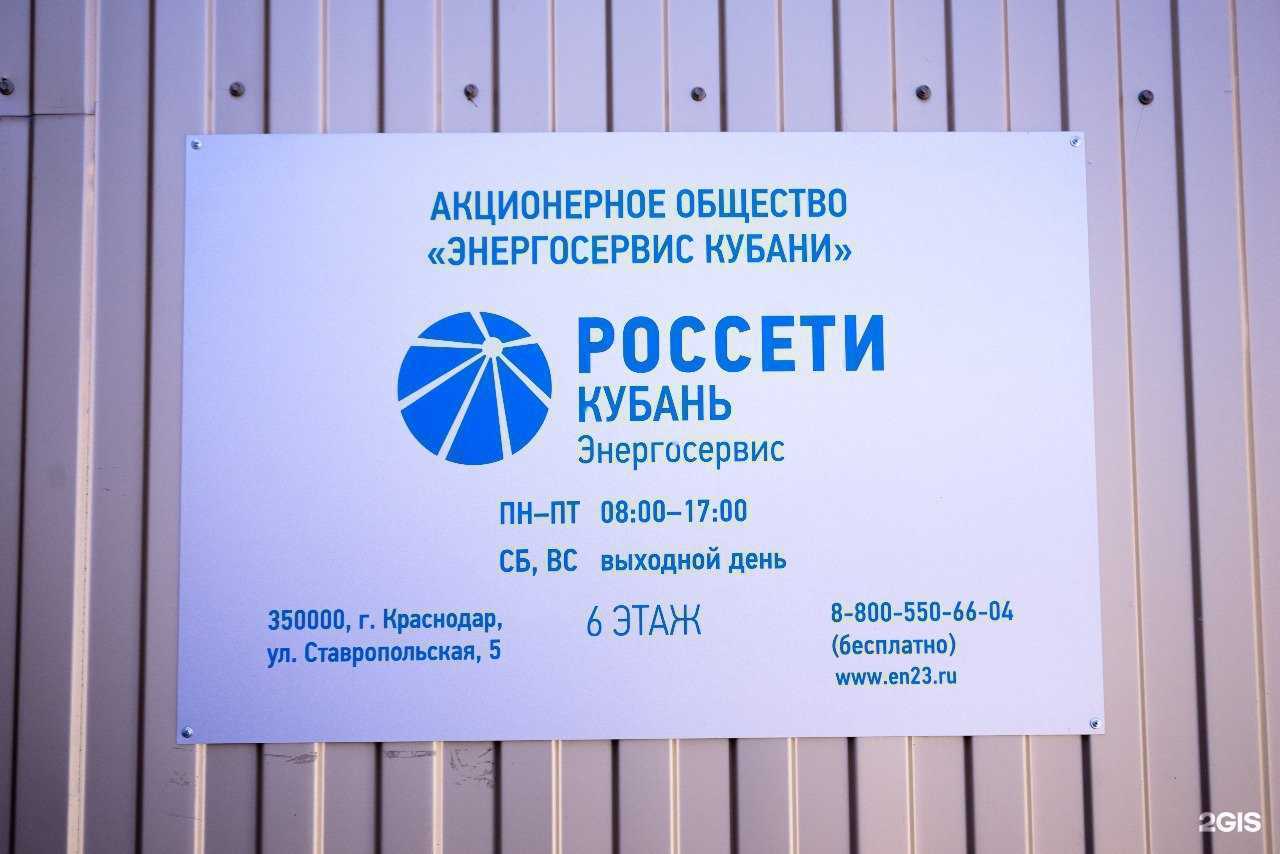 АКЦИОНЕРНОЕ ОБЩЕСТВО
«ЭНЕРГОСЕРВИС КУБАНИ»
РОССЕТИ
КУБАНЬ
Энергосервис
ПН–ПТ 08:00–17:00
СБ, ВС выходной день
350000, г. Краснодар,
ул. Ставропольская, 5
6 ЭТАЖ
8-800-550-66-04
(бесплатно)
www.en23.ru
2GIS